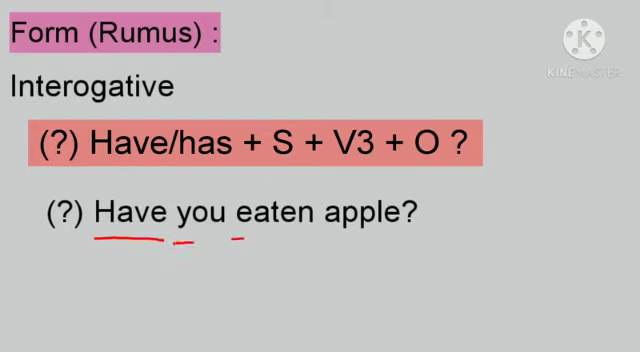 Form (Rumus) :
K
KINEMASTER
Interogative
(?) Have/has + S + V3 + O ?
(?) Have you eaten apple?